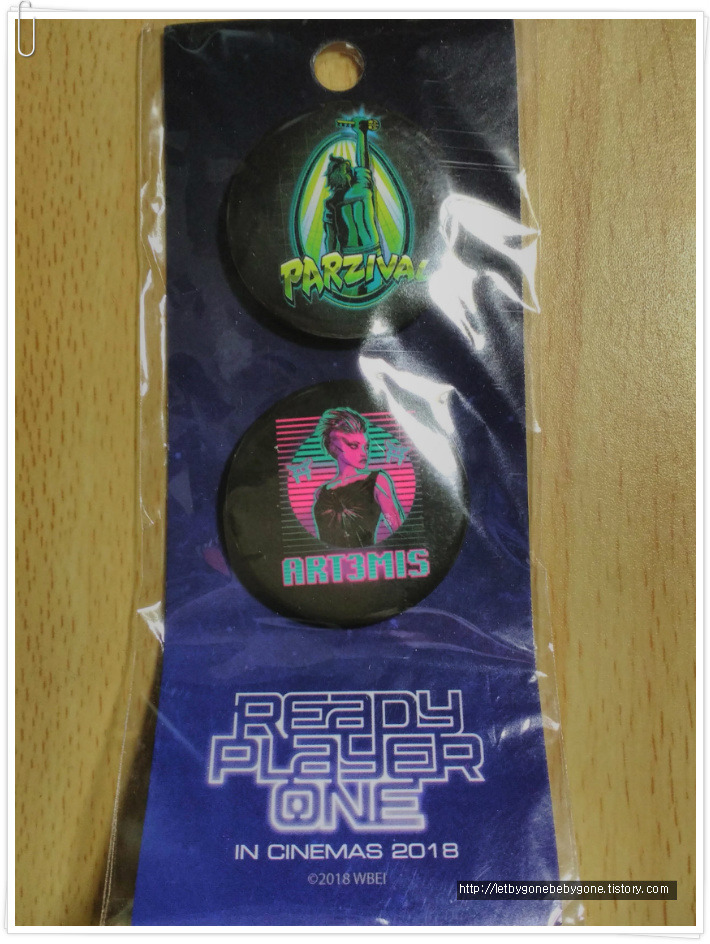 PARZIVAL
ART3MIS
READY
PLAYER
ONE
IN CINEMAS 2018
©2018 WBEI
http://letbygonebebygone.tistory.com